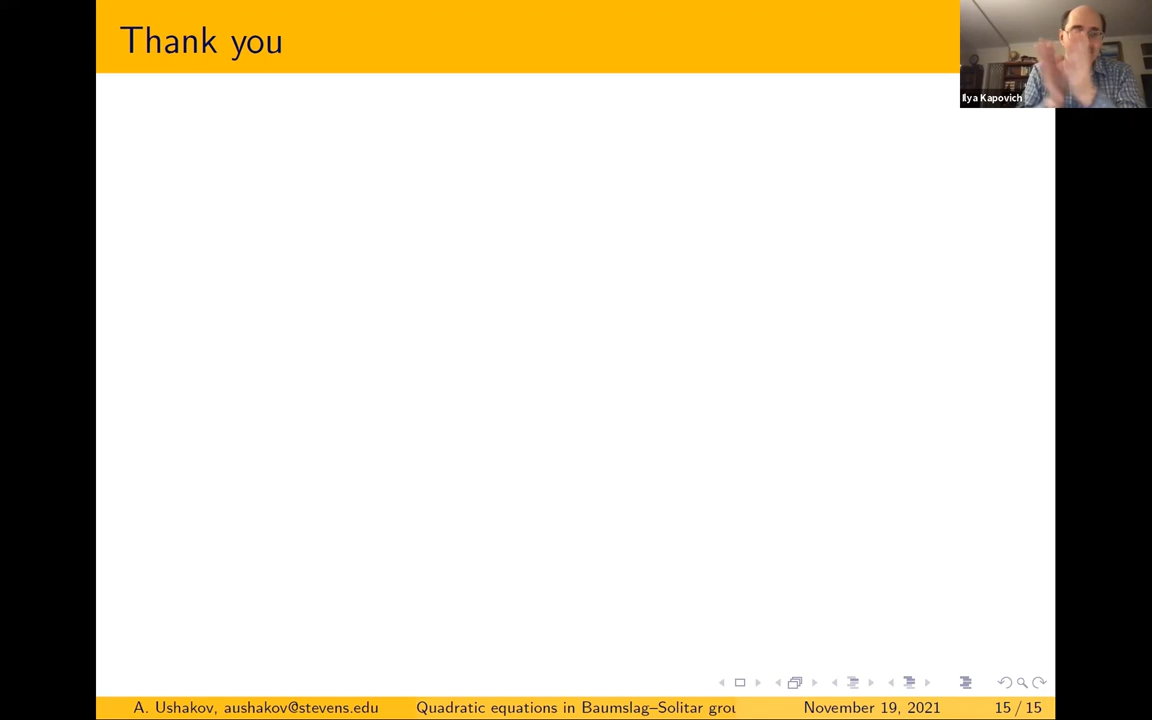 Thank you
Ilya Kapovich
A. Ushakov, aushakov@stevens.edu
Quadratic equations in Baumslag–Solitar grou
November 19, 2021
15 / 15